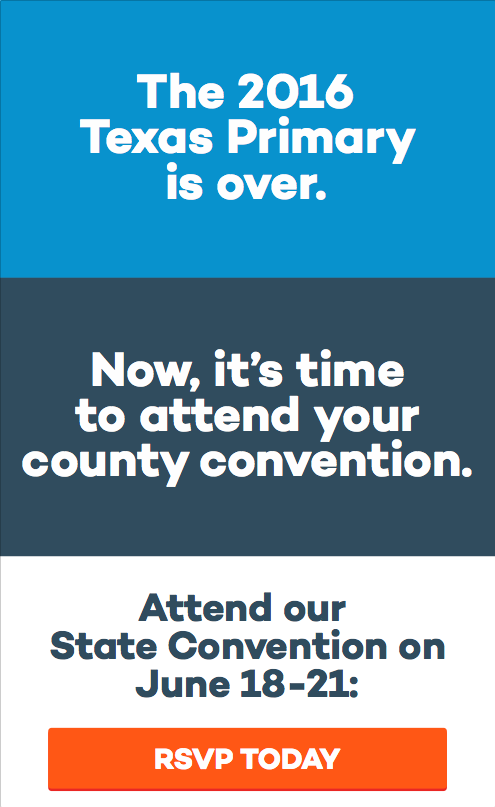 The 2016
Texas Primary
is over.
Now, it’s time
to attend your
county convention.
Attend our
State Convention on
June 18-21:
RSVP TODAY